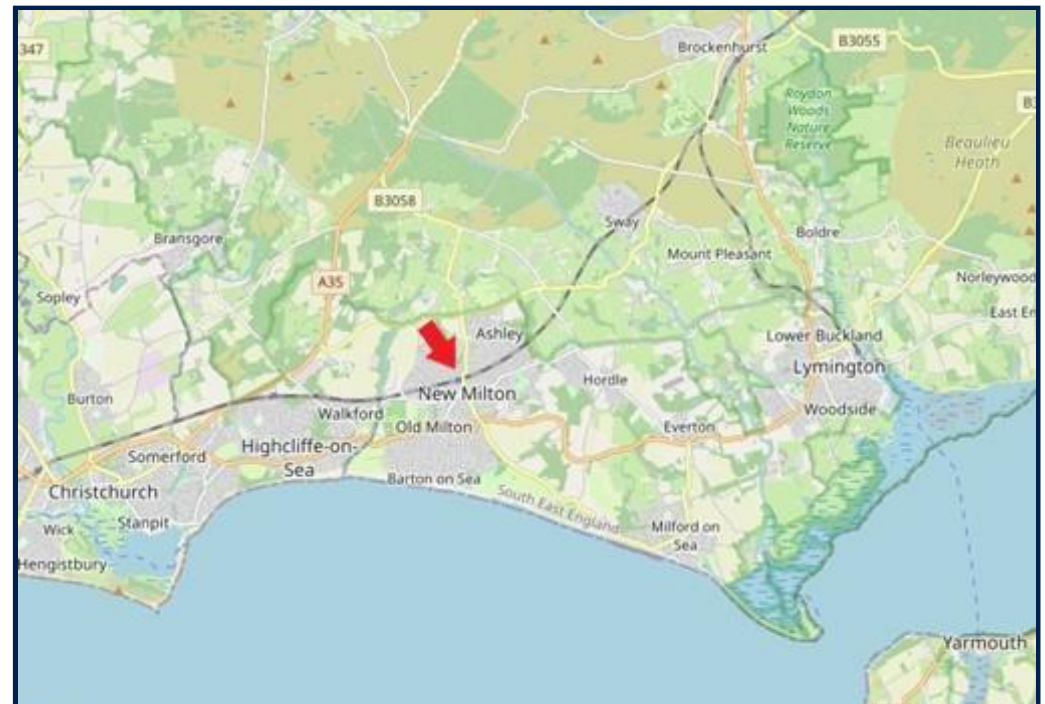 347
Brockenhurst
B3055
Roydon
Woods
Nature
Reserve
Beaulieu
Heath
B3058
Sway
Bransgore
Boldre
Mount Pleasant
A35
Norleywood
Sopley
Ashley
Lower Buckland
Lymington
Hordle
Burton
New Milton
Walkford
Woodside
Old Milton
Everton
Highcliffe-on-
Sea
Somerford
Barton on Sea
Christchurch
South East England
Stanpit
Wick
Milford on
Sea
Hengistbury
Yarmouth